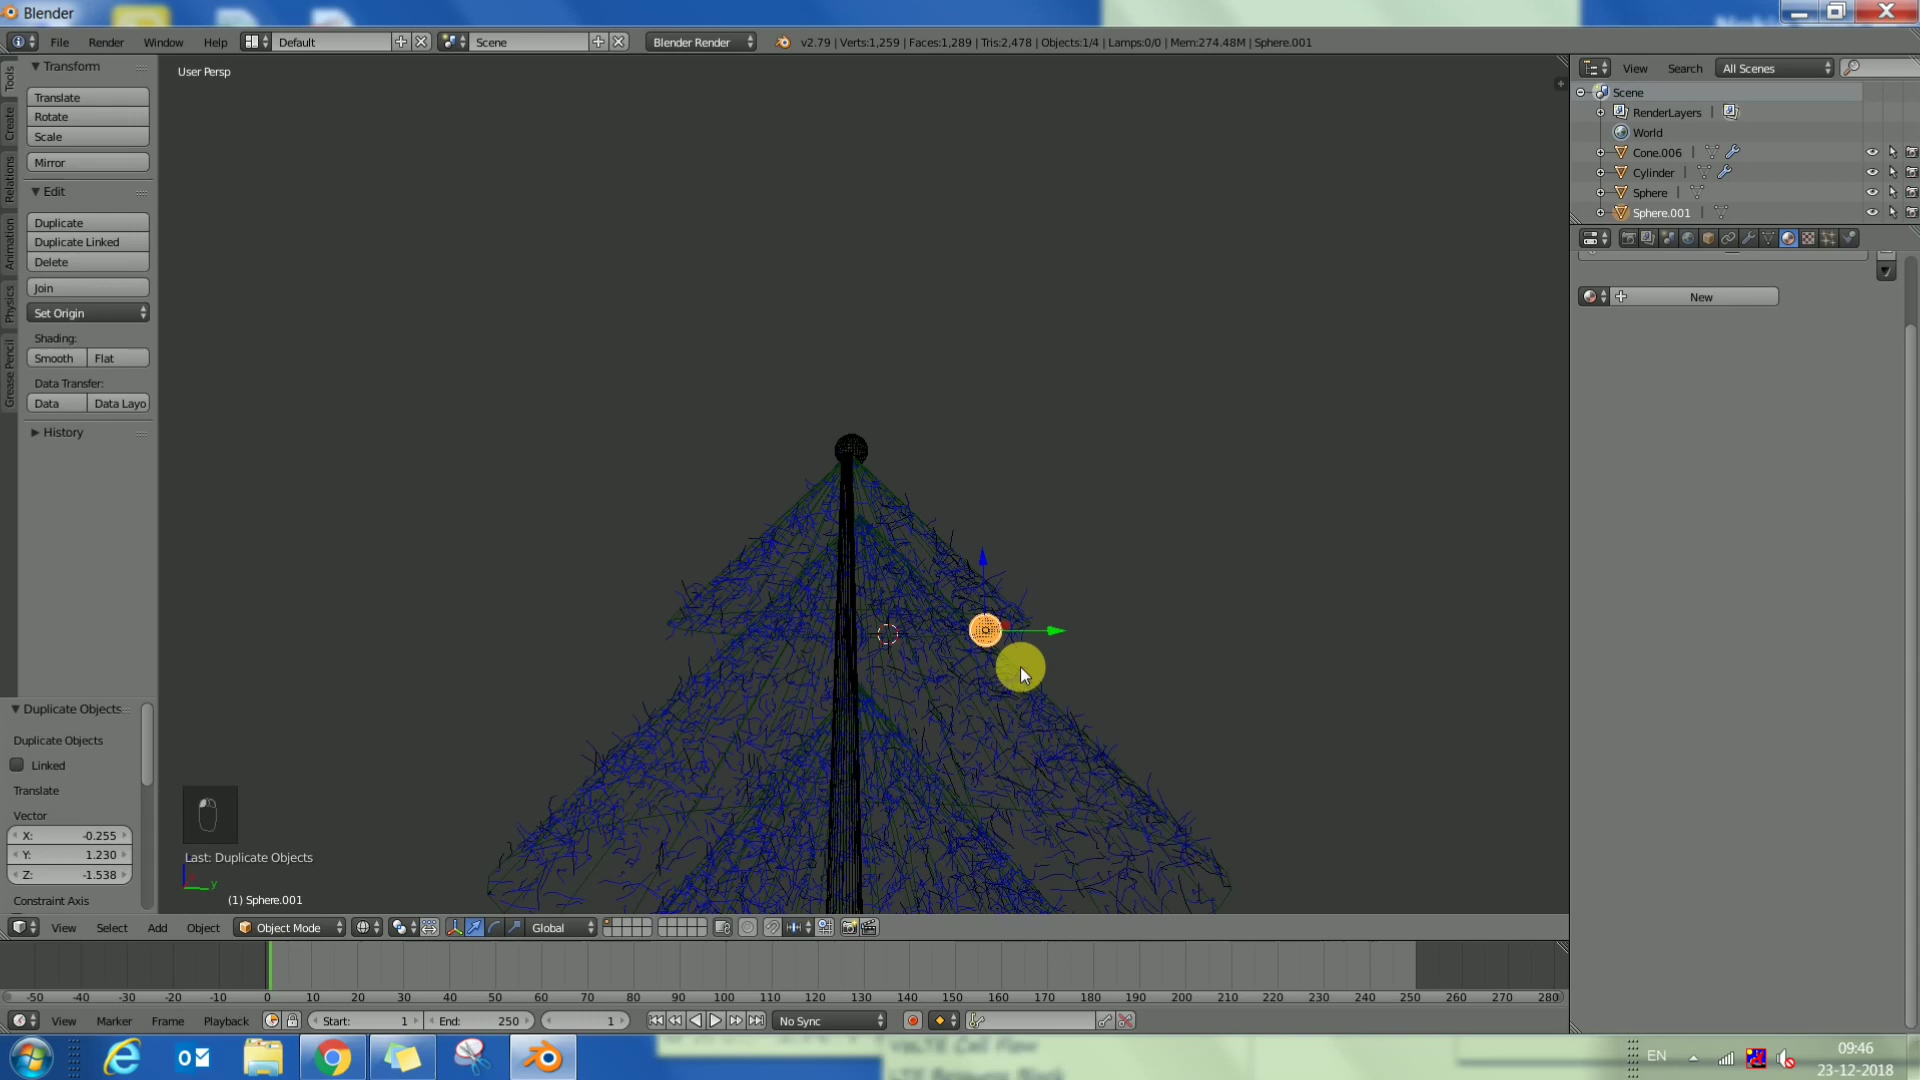 Blender
File Render Window Help Default Scene Blender Render v2.79 | Verts:1,259 | Faces:1,289 | Tris:2,478 | Objects:1/4 | Lamps:0/0 | Mem:274.48M | Sphere.001
Tools
Create
Relations
Animation
Physics
Grease Pencil
Transform
Translate
Rotate
Scale
Mirror
Edit
Duplicate
Duplicate Linked
Delete
Join
Set Origin
Shading:
Smooth Flat
Data Transfer:
Data Data Layo
History
Duplicate Objects
Duplicate Objects
Linked
Translate
Vector
X: -0.255
Y: 1.230
Z: -1.538
Constraint Axis
User Persp
Last: Duplicate Objects
y
(1) Sphere.001
View Search All Scenes
Scene
RenderLayers
World
Cone.006
Cylinder
Sphere
Sphere.001
New
View Select Add Object Object Mode Global
-50 -40 -30 -20 -10 0 10 20 30 40 50 60 70 80 90 100 110 120 130 140 150 160 170 180 190 200 210 220 230 240 250 260 270 280
View Marker Frame Playback Start: 1 End: 250 1 No Sync
EN
09:46
23-12-2018